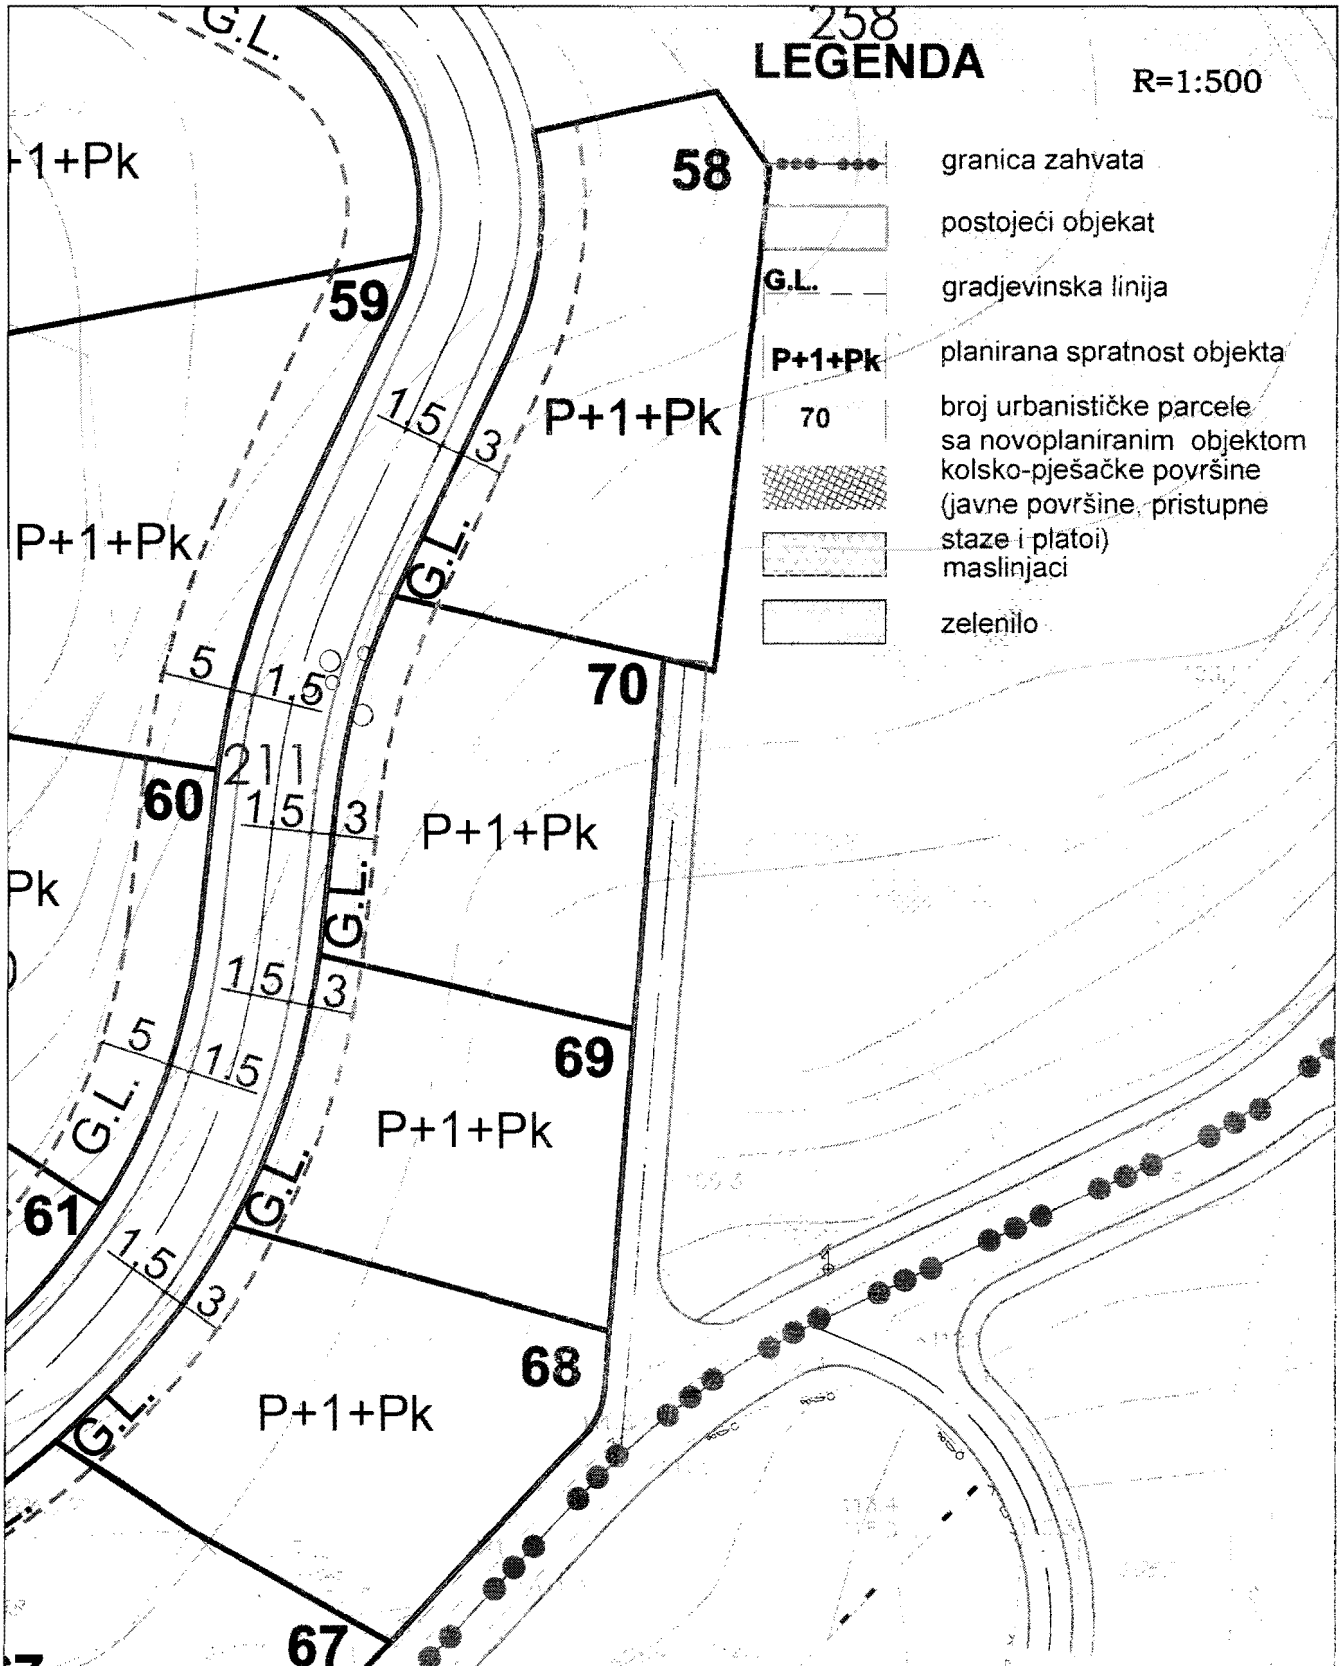 G.L.
258
LEGENDA
R=1:500
+1+Pk
58
granica zahvata
postojeći objekat
59
G.L.
gradjevinska linija
P+1+Pk
planirana spratnost objekta
1.5
3
P+1+Pk
70
broj urbanističke parcele
sa novoplaniranim objektom
kolsko-pješačke površine
(javne površine, pristupne
staze i platoi)
P+1+Pk
G.L.
maslinjaci
zelenilo
5
1.5
70
211
60
1.5
3
P+1+Pk
Pk
G.L.
1.5
3
5
1.5
69
G.L.
P+1+Pk
61
G.L.
1.5
3
68
P+1+Pk
G.L.
67